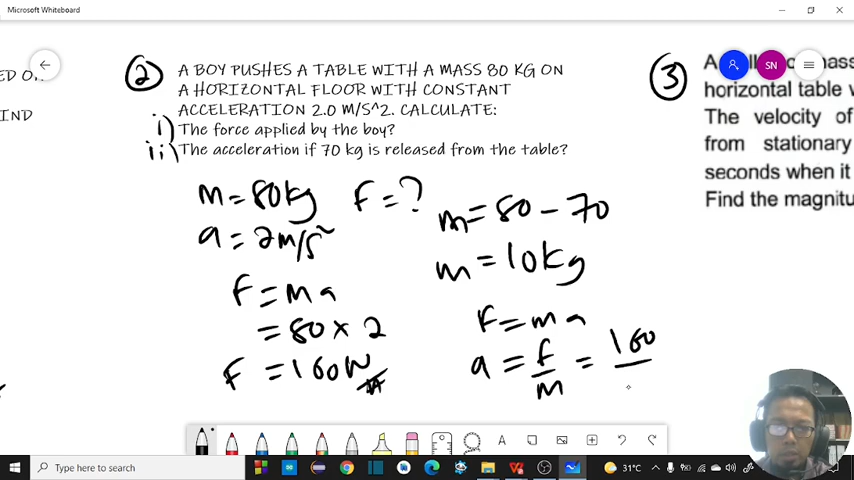 Microsoft Whiteboard
ED ON
IND
2
A BOY PUSHES A TABLE WITH A MASS 80 KG ON
A HORIZONTAL FLOOR WITH CONSTANT
ACCELERATION 2.0 M/S^2. CALCULATE:
i) The force applied by the boy?
ii) The acceleration if 70 kg is released from the table?
m = 80kg F = ?
a = 2m/s²
F = ma
= 80 × 2
F = 160N
m = 80 - 70
m = 10kg
F = ma
a = F/m = 160
3
horizontal table w
The velocity of
from stationary
seconds when it
Find the magnitu
SN
Type here to search
31°C